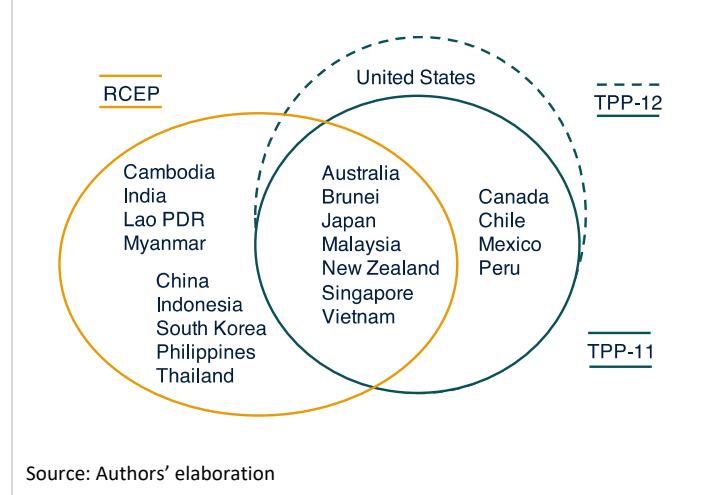 United States
RCEP
TPP-12
Cambodia
India
Lao PDR
Myanmar
China
Indonesia
South Korea
Philippines
Thailand
Australia
Brunei
Japan
Malaysia
New Zealand
Singapore
Vietnam
Canada
Chile
Mexico
Peru
TPP-11
Source: Authors’ elaboration